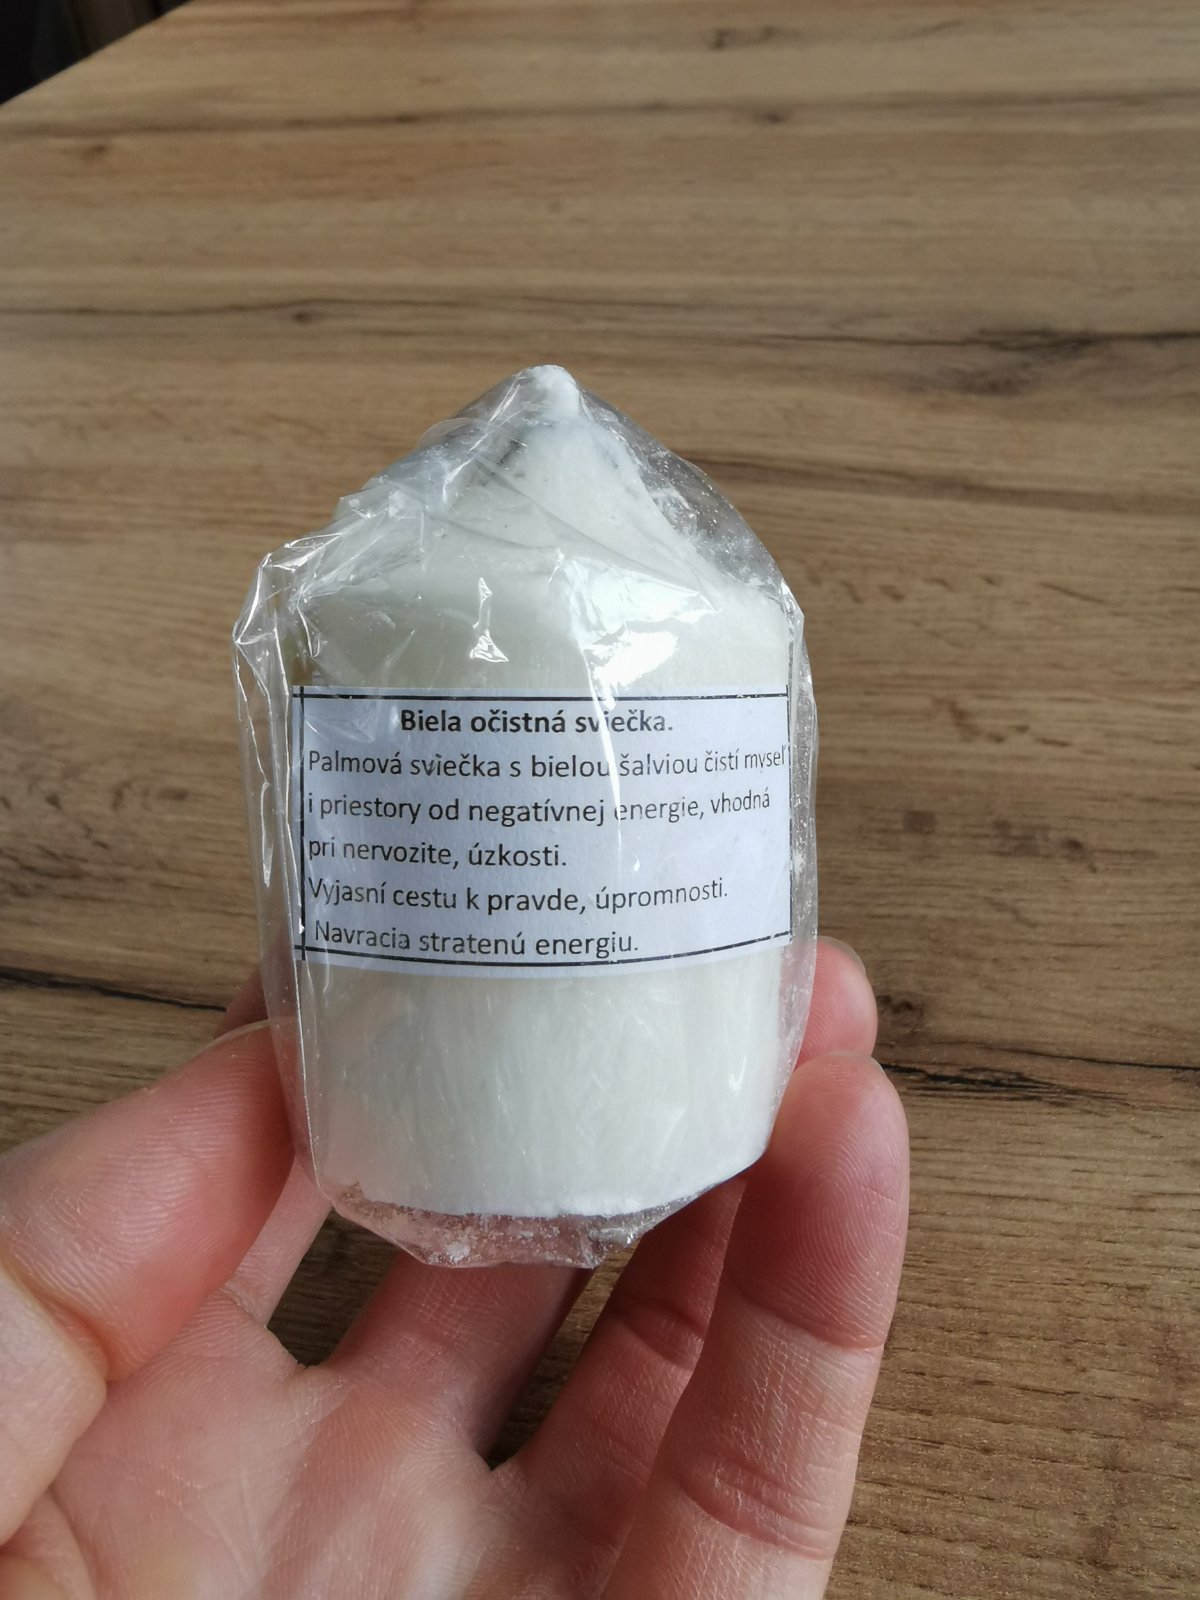 Biela očistná sviečka.
Palmová sviečka s bielou šalviou čistí myseľ
i priestory od negatívnej energie, vhodná
pri nervozite, úzkosti.
Vyjasní cestu k pravde, úpromnosti.
Navracia stratenú energiu.